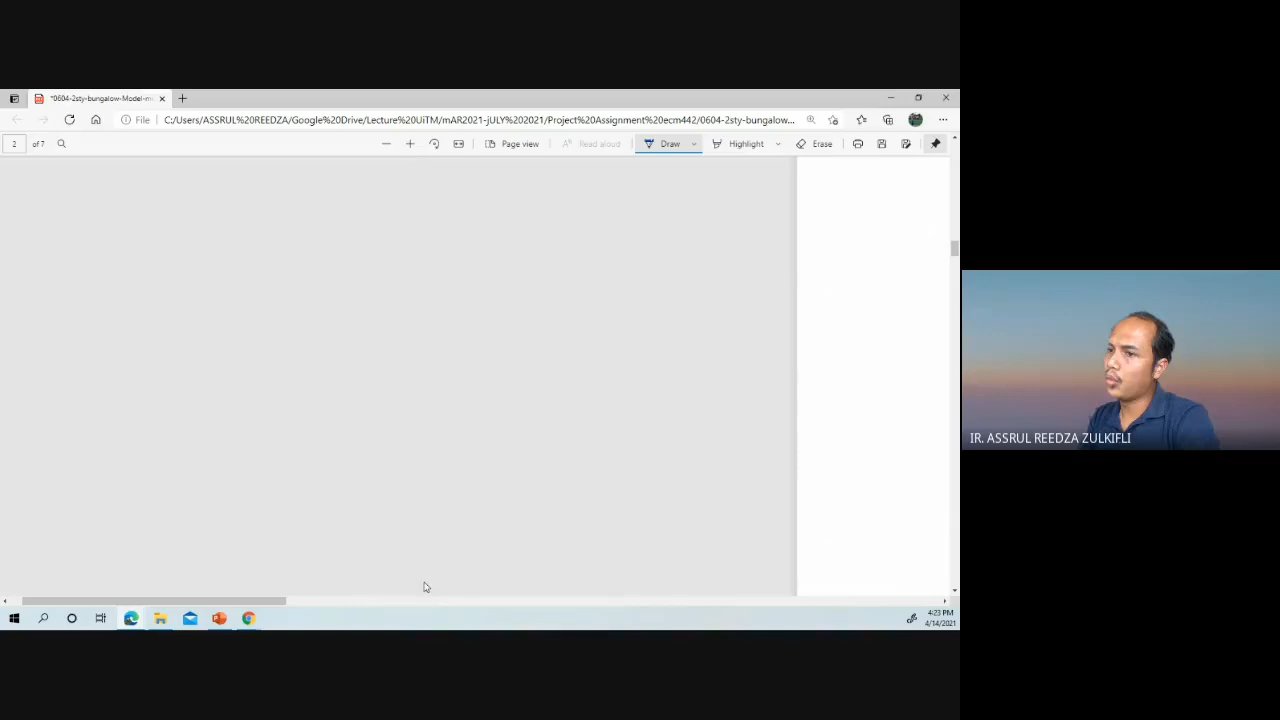 *0604-2sty-bungalow-Model-m
File
C:/Users/ASSRUL%20REEDZA/Google%20Drive/Lecture%20UiTM/mAR2021-jULY%202021/Project%20Assignment%20ecm442/0604-2sty-bungalow...
2 of 7
Page view
Read aloud
Draw
Highlight
Erase
IR. ASSRUL REEDZA ZULKIFLI
4:23 PM
4/14/2021